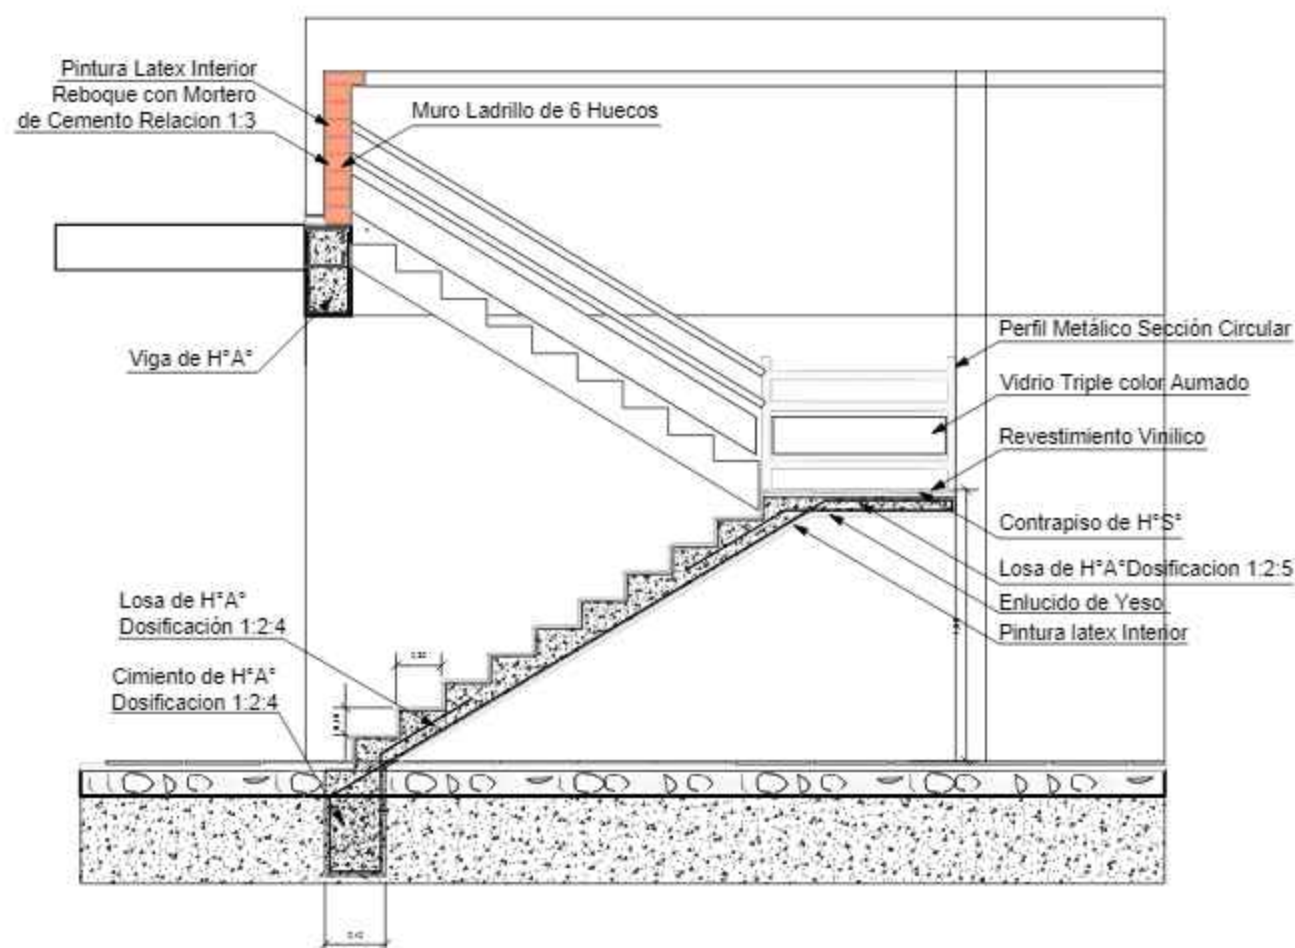 Pintura Latex Interior
Reboque con Mortero
de Cemento Relacion 1:3
Muro Ladrillo de 6 Huecos
Viga de H°A°
Perfil Metálico Sección Circular
Vidrio Triple color Aumado
Revestimiento Vinilico
Contrapiso de H°S°
Losa de H°A°Dosificacion 1:2:5
Enlucido de Yeso
Pintura latex Interior
Losa de H°A°
Dosificación 1:2:4
Cimiento de H°A°
Dosificacion 1:2:4